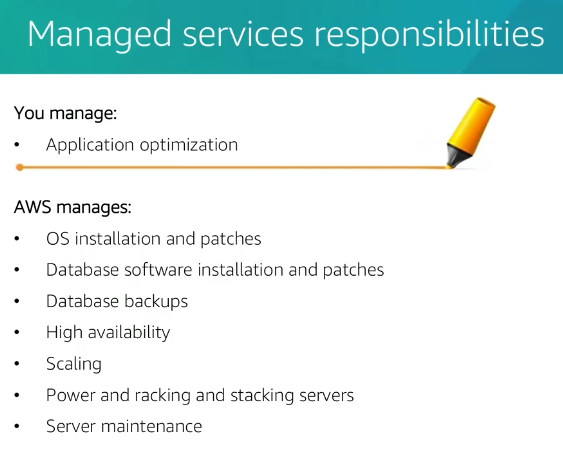 Managed services responsibilities
You manage:
• Application optimization
AWS manages:
• OS installation and patches
• Database software installation and patches
• Database backups
• High availability
• Scaling
• Power and racking and stacking servers
• Server maintenance